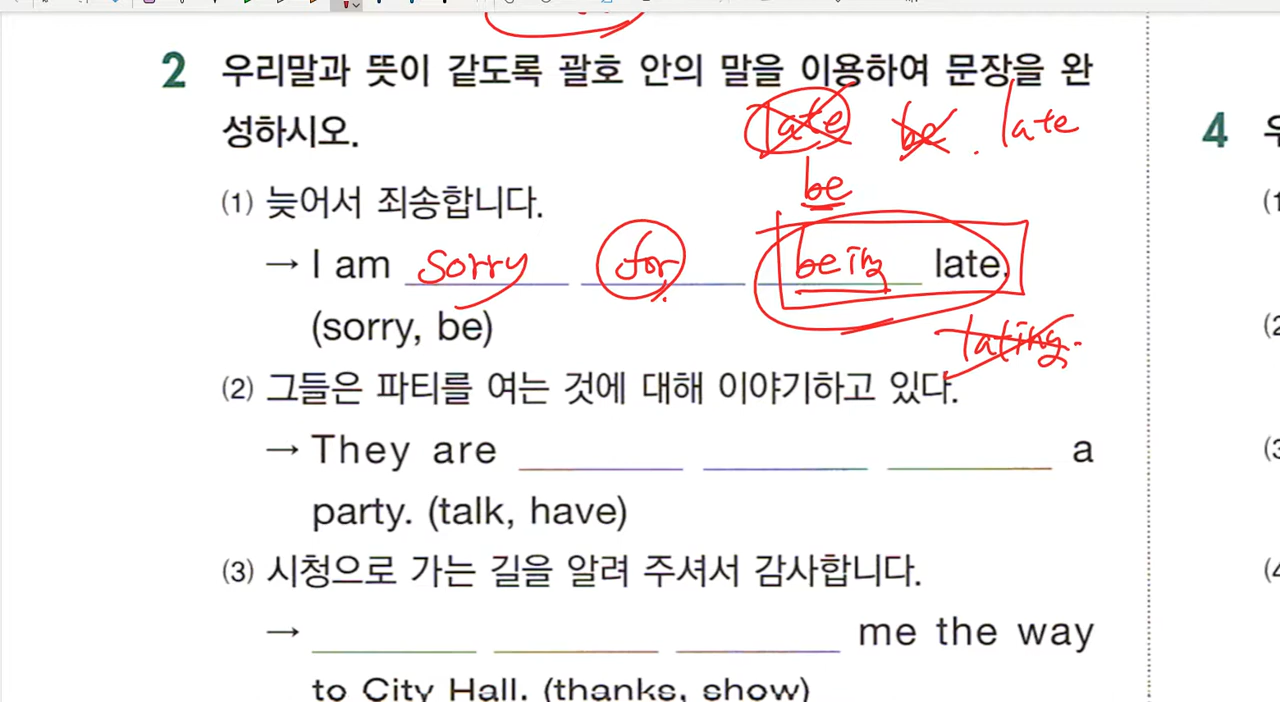 2 우리말과 뜻이 같도록 괄호 안의 말을 이용하여 문장을 완
late be late
성하시오.
4
be
(1) 늦어서 죄송합니다.
→ I am sorry for being late.
(sorry, be)
lating
(2) 그들은 파티를 여는 것에 대해 이야기하고 있다.
→ They are a
party. (talk, have)
(3) 시청으로 가는 길을 알려 주셔서 감사합니다.
→ me the way
to City Hall. (thanks, show)